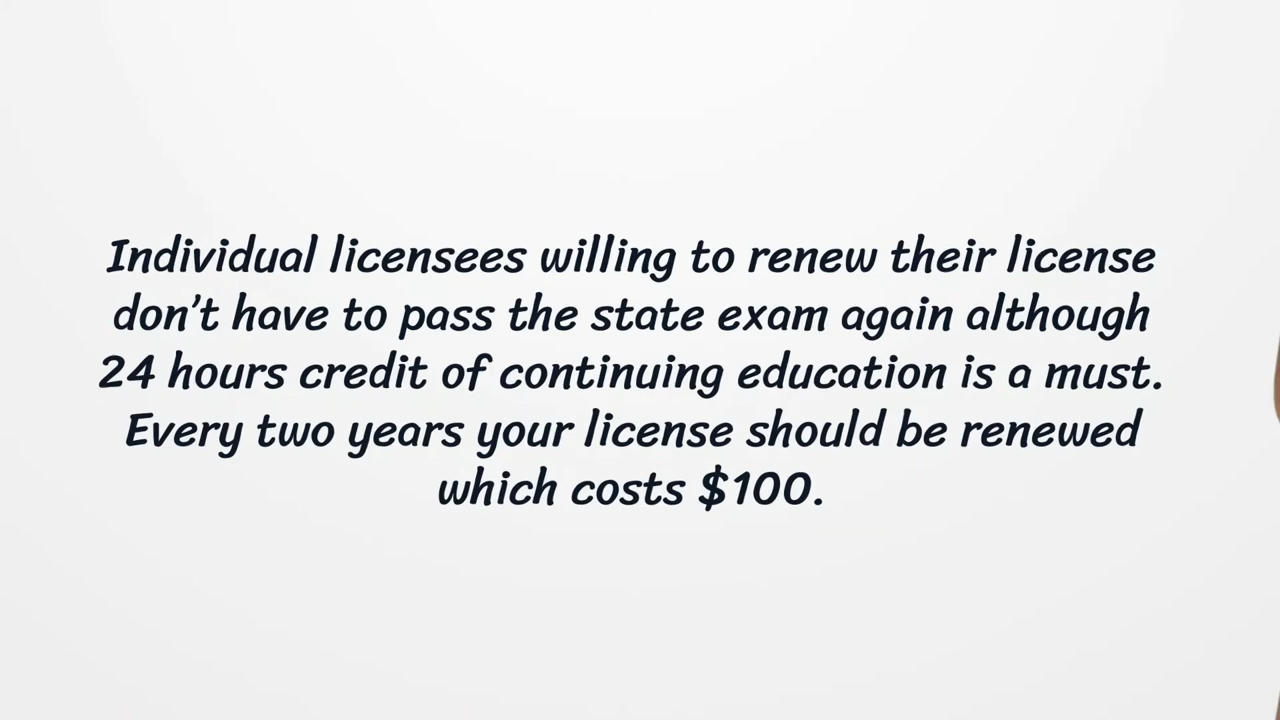 Individual licensees willing to renew their license
don’t have to pass the state exam again although
24 hours credit of continuing education is a must.
Every two years your license should be renewed
which costs $100.